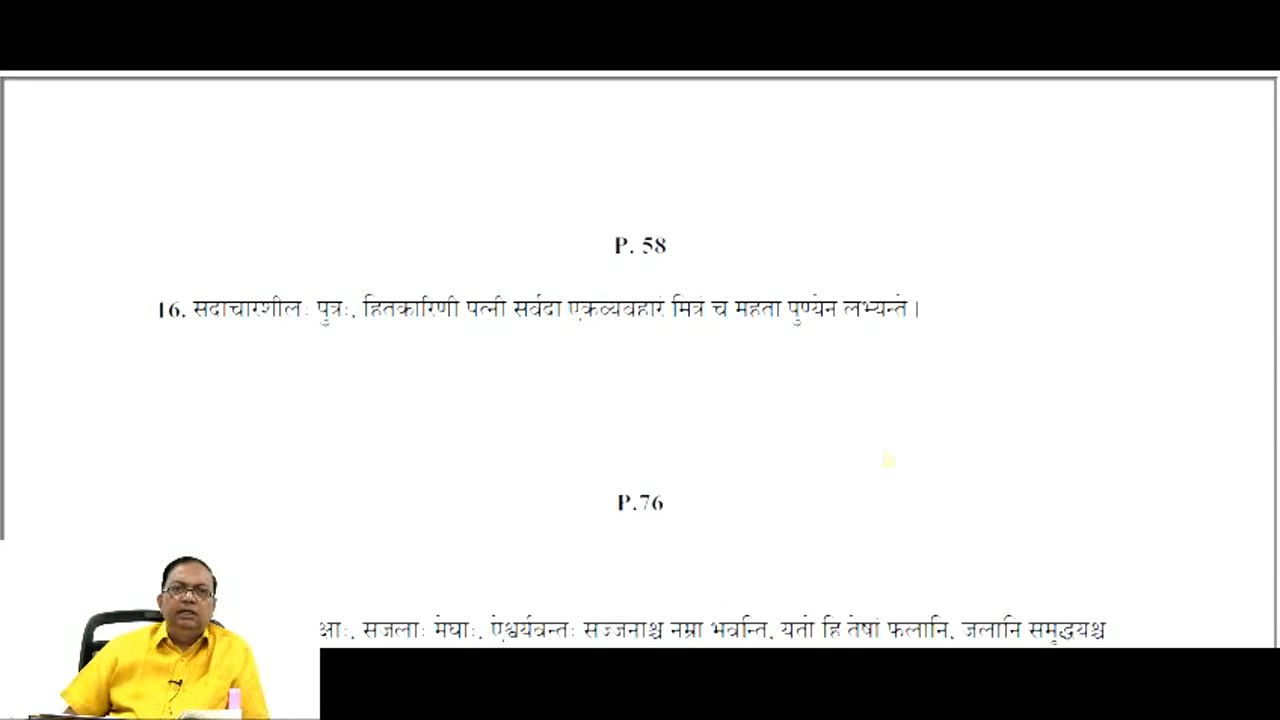 P. 58
16. सदाचारशीलः पुत्रः, हितकारिणी पत्नी सर्वदा एकव्यवहारं मित्रं च महता पुण्येन लभ्यन्ते।
P.76
सजलाः मेघाः, ऐश्वर्यवन्तः सज्जनाश्च नम्रा भवन्ति, यतो हि तेषां फलानि, जलानि समृद्धयश्च